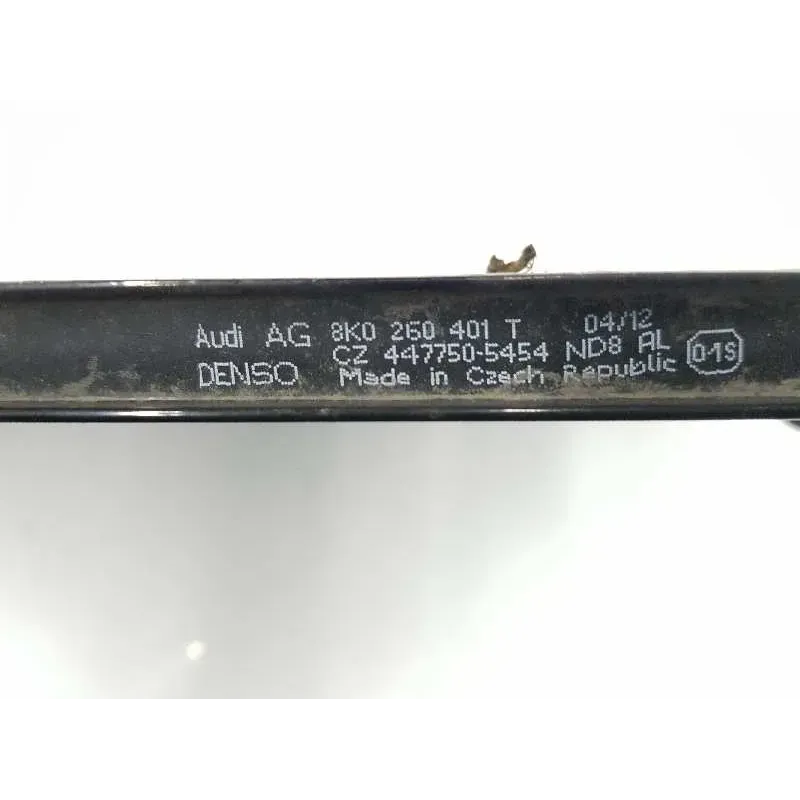 Audi AG 8K0 260 401 T 04/12
CZ 447750-5454 ND8 AL
DENSO Made in Czech Republic
0-1S